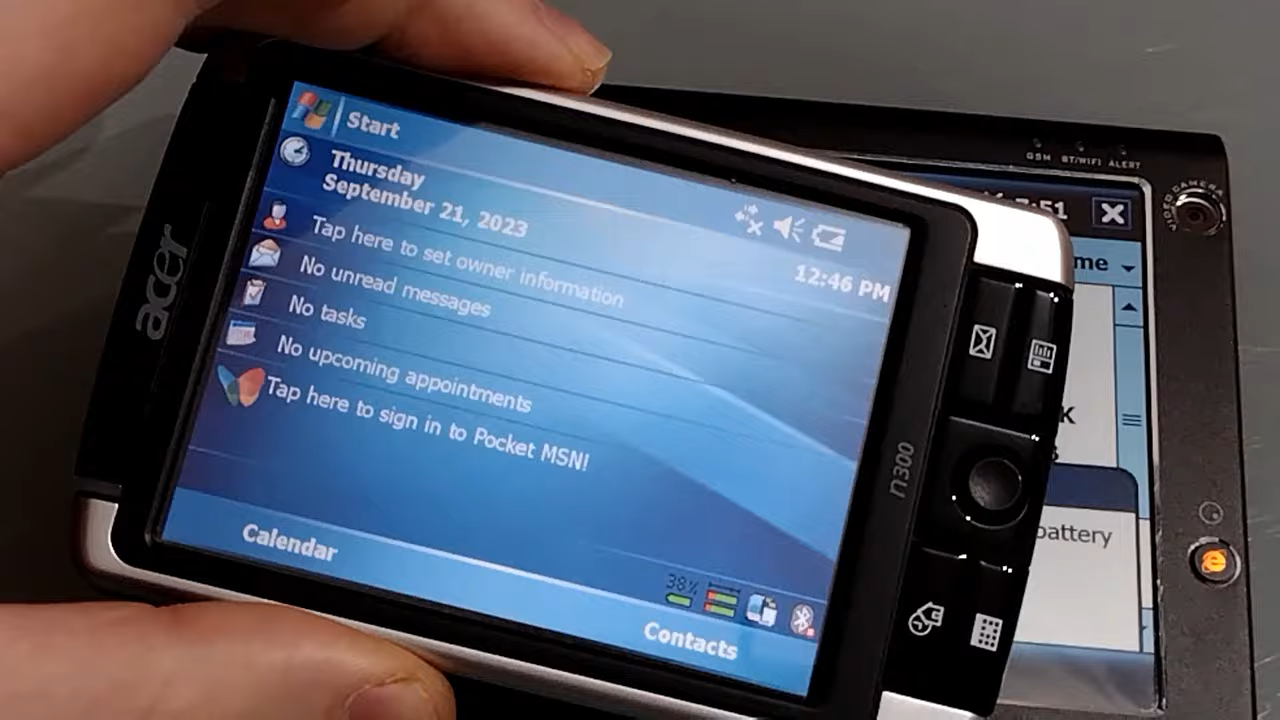 Start
Thursday
September 21, 2023
12:46 PM
Tap here to set owner information
No unread messages
No tasks
No upcoming appointments
Tap here to sign in to Pocket MSN!
38%
Calendar
Contacts
acer
n300
GSM BT/WIFI ALERT
VIDEO CAMERA
:51
me
K
battery